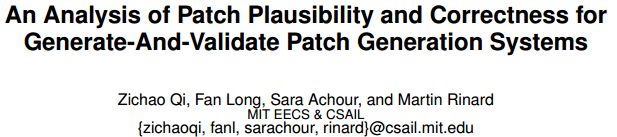 An Analysis of Patch Plausibility and Correctness for
Generate-And-Validate Patch Generation Systems
Zichao Qi, Fan Long, Sara Achour, and Martin Rinard
MIT EECS & CSAIL
{zichaoqi, fanl, sarachour, rinard}@csail.mit.edu